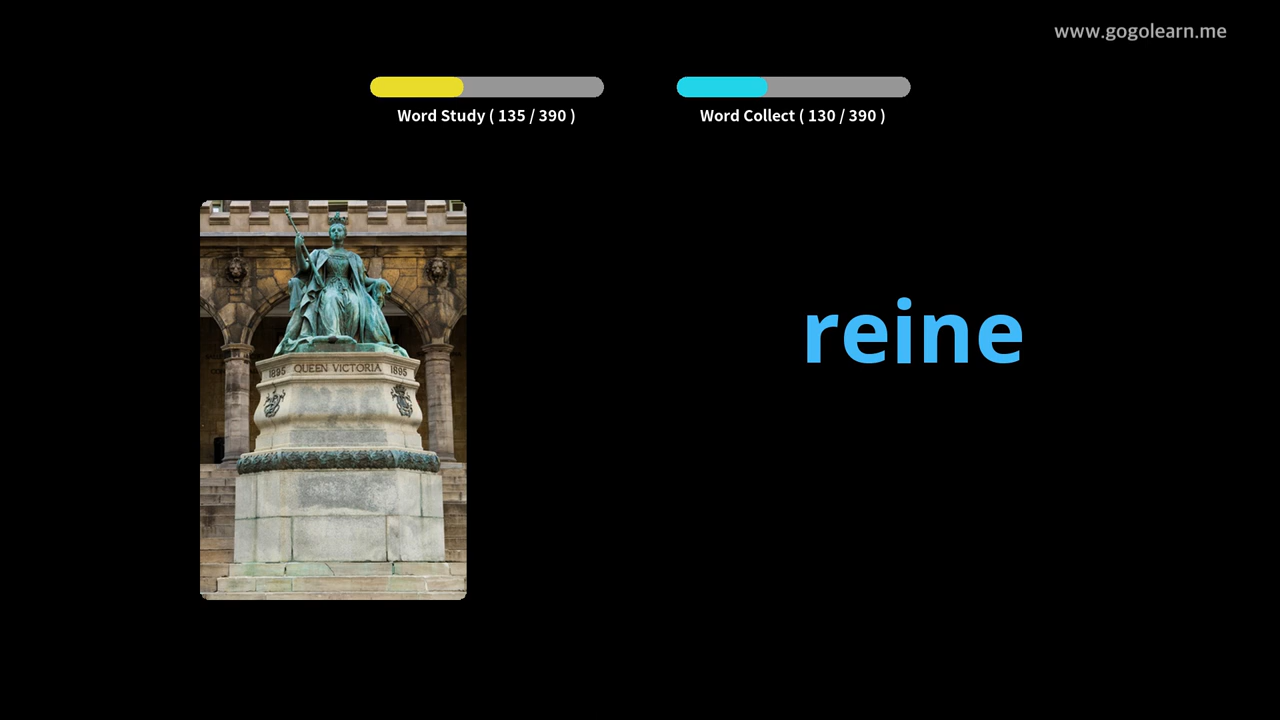 www.gogolearn.me
Word Study ( 135 / 390 )
Word Collect ( 130 / 390 )
1895 QUEEN VICTORIA 1895
reine